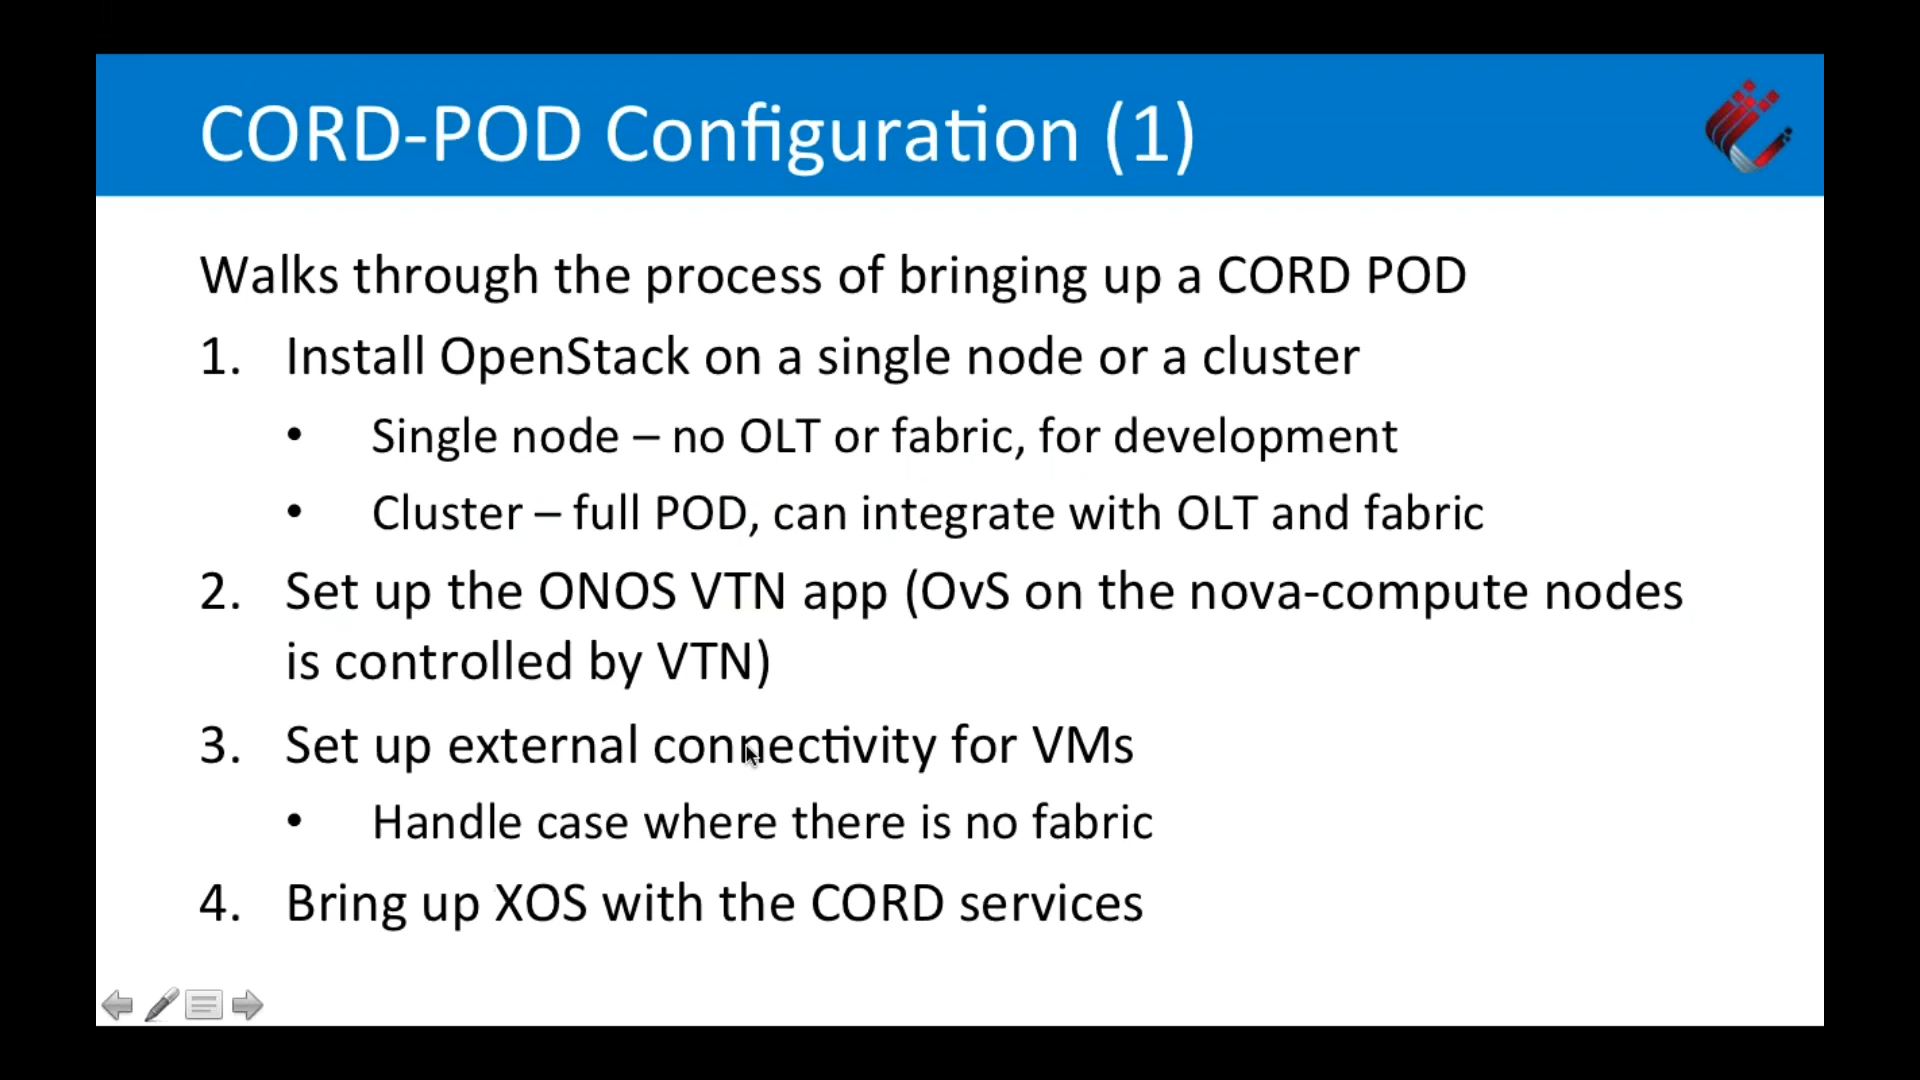 CORD-POD Configuration (1)
Walks through the process of bringing up a CORD POD
1. Install OpenStack on a single node or a cluster
• Single node – no OLT or fabric, for development
• Cluster – full POD, can integrate with OLT and fabric
2. Set up the ONOS VTN app (OvS on the nova-compute nodes
is controlled by VTN)
3. Set up external connectivity for VMs
• Handle case where there is no fabric
4. Bring up XOS with the CORD services